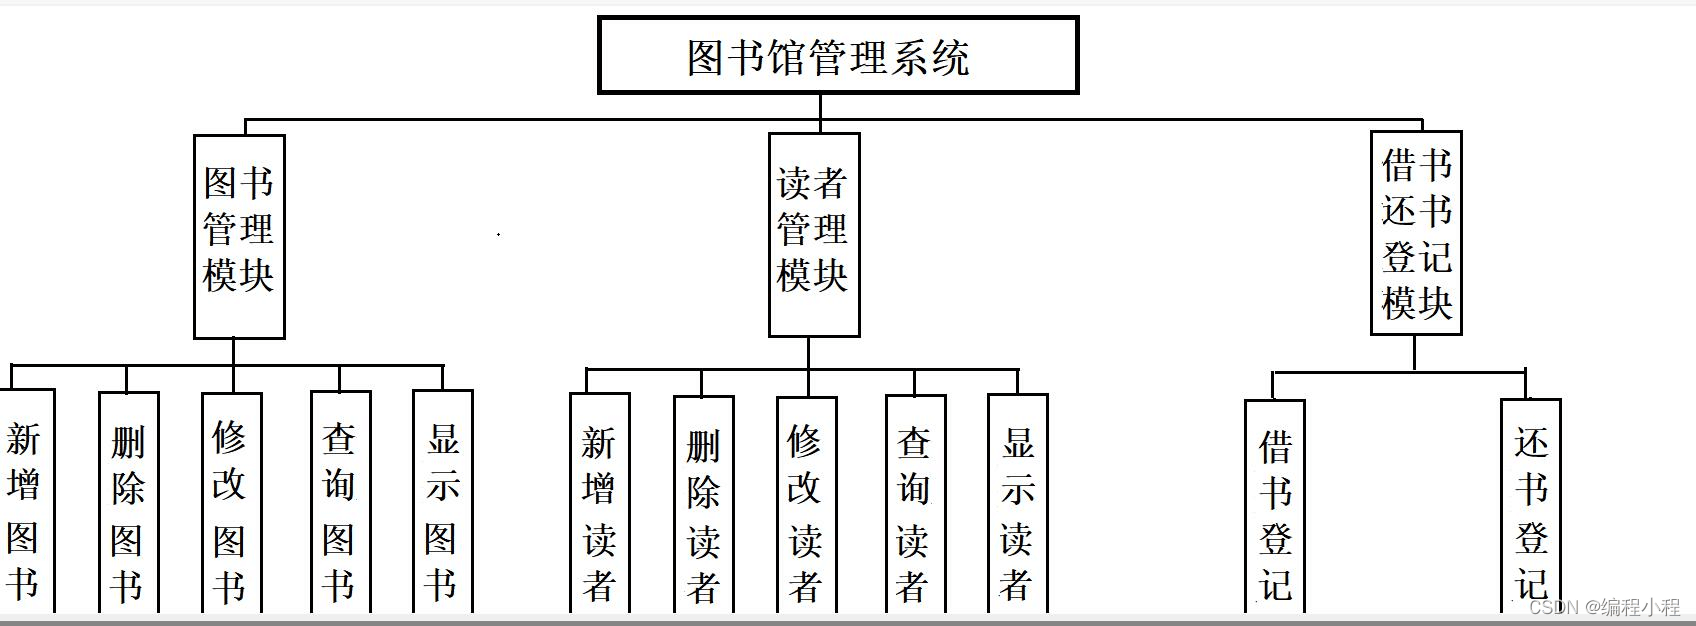 图书馆管理系统
图书
管理
模块
读者
管理
模块
借书
还书
登记
模块
新增图书
删除图书
修改图书
查询图书
显示图书
新增读者
删除读者
修改读者
查询读者
显示读者
借书登记
还书登记
CSDN @编程小程